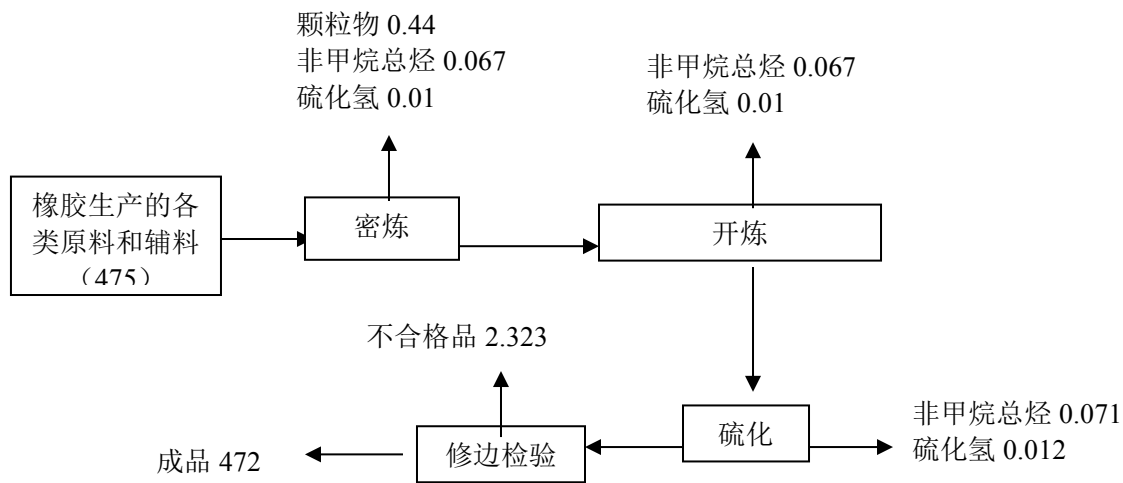 颗粒物 0.44
非甲烷总烃 0.067
硫化氢 0.01
非甲烷总烃 0.067
硫化氢 0.01
橡胶生产的各
类原料和辅料
（475）
密炼
开炼
不合格品 2.323
非甲烷总烃 0.071
硫化氢 0.012
硫化
修边检验
成品 472